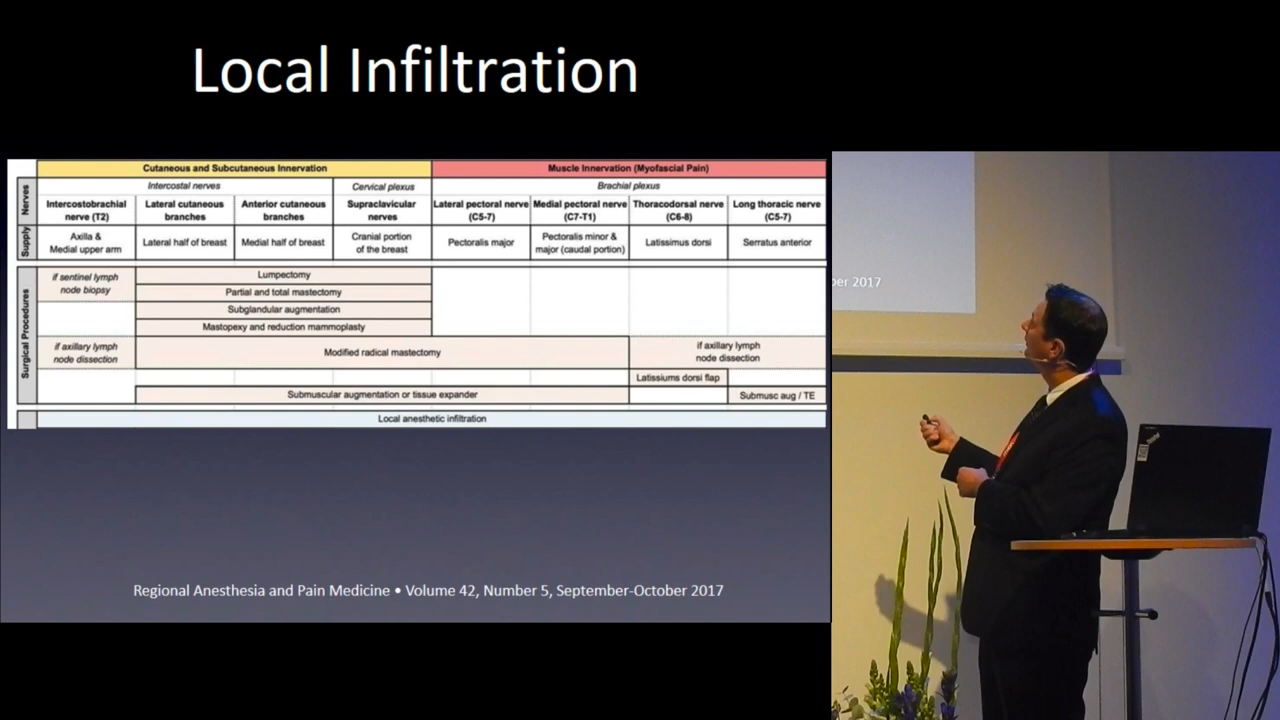 Local Infiltration
Cutaneous and Subcutaneous Innervation
Muscle Innervation (Myofascial Pain)
Nerves
Intercostal nerves
Cervical plexus
Brachial plexus
Intercostobrachial
nerve (T2)
Lateral cutaneous
branches
Anterior cutaneous
branches
Supraclavicular
nerves
Lateral pectoral nerve
(C5-7)
Medial pectoral nerve
(C7-T1)
Thoracodorsal nerve
(C6-8)
Long thoracic nerve
(C5-7)
Supply
Axilla &
Medial upper arm
Lateral half of breast
Medial half of breast
Cranial portion
of the breast
Pectoralis major
Pectoralis minor &
major (caudal portion)
Latissimus dorsi
Serratus anterior
Surgical Procedures
if sentinel lymph
node biopsy
Lumpectomy
Partial and total mastectomy
Subglandular augmentation
Mastopexy and reduction mammoplasty
if axillary lymph
node dissection
Modified radical mastectomy
if axillary lymph
node dissection
Latissiums dorsi flap
Submuscular augmentation or tissue expander
Submusc aug / TE
Local anesthetic infiltration
Regional Anesthesia and Pain Medicine • Volume 42, Number 5, September-October 2017
ber 2017